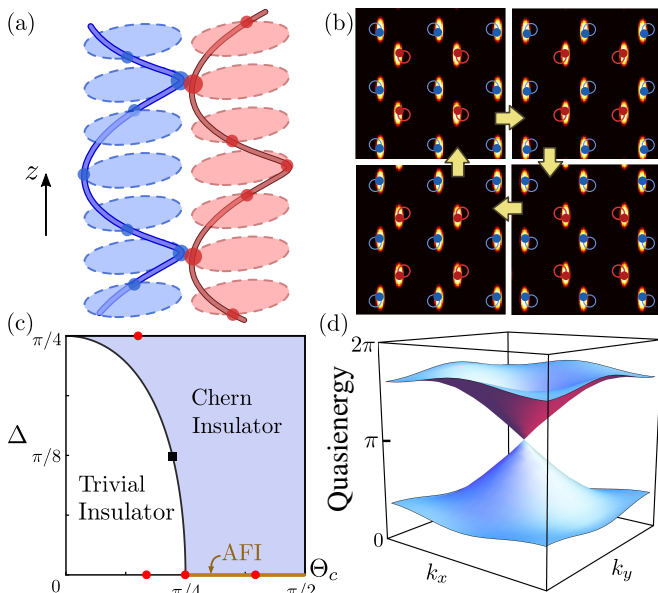 (a)
z
(b)
(c)
π/4
Δ
π/8
Chern
Insulator
Trivial
Insulator
AFI
Θc
0
π/4
π/2
(d)
2π
Quasienergy
π
0
kx
ky